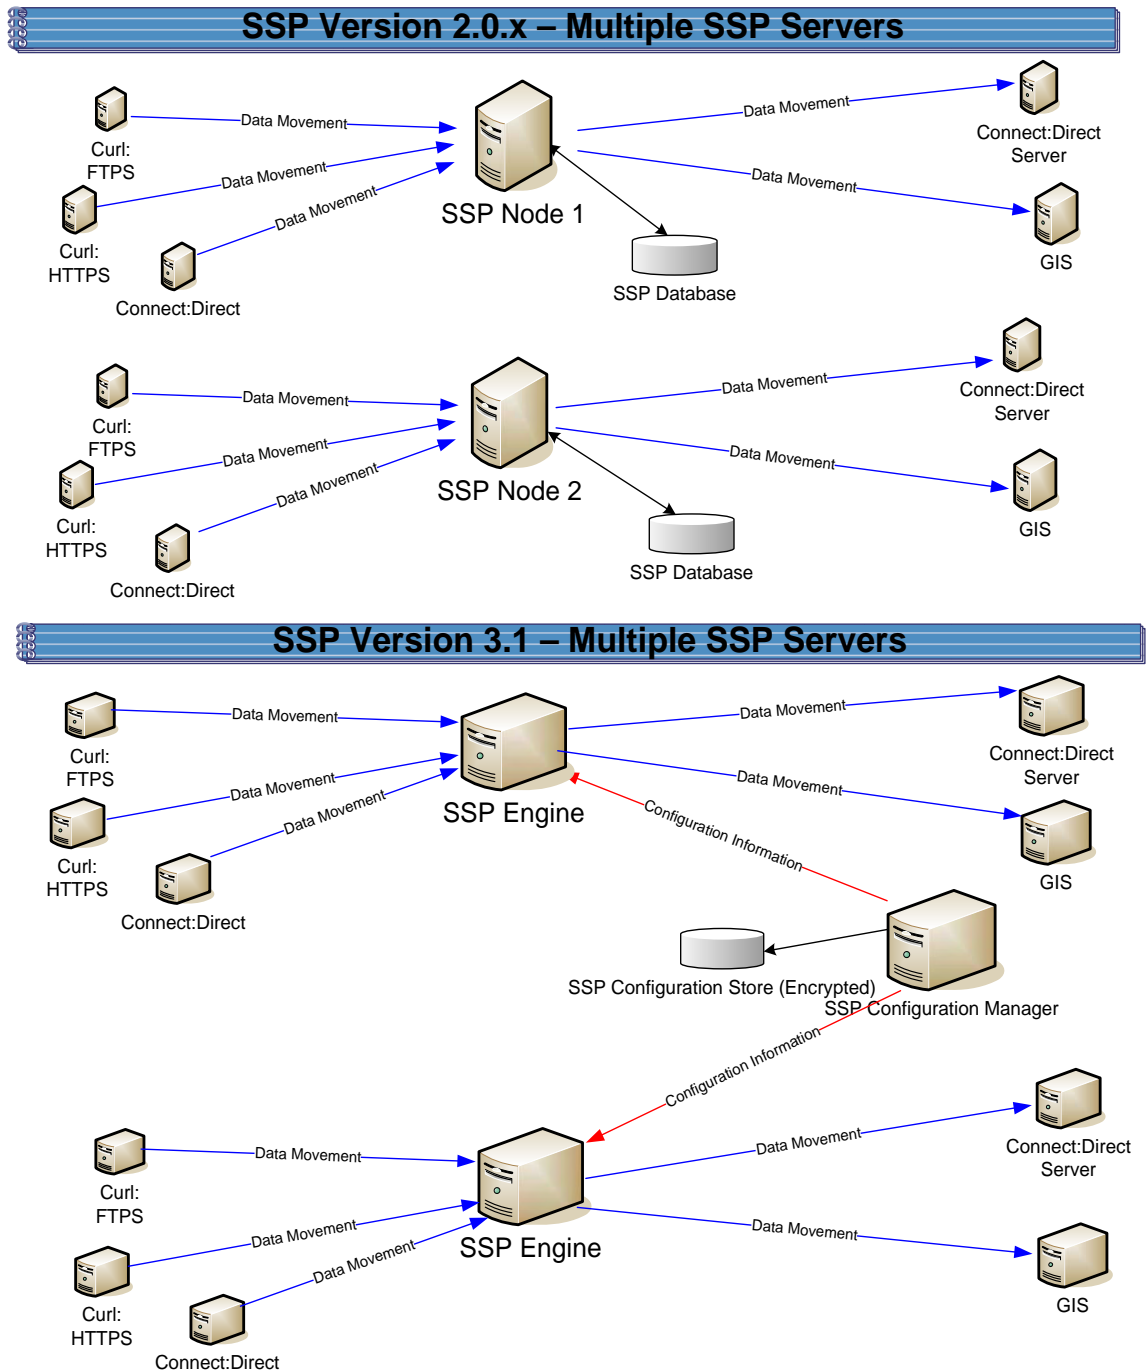 SSP Version 2.0.x – Multiple SSP Servers
Curl:
FTPS
Data Movement
Data Movement
Connect:Direct
Server
Curl:
HTTPS
Data Movement
SSP Node 1
Data Movement
GIS
Connect:Direct
Data Movement
SSP Database
Curl:
FTPS
Data Movement
Data Movement
Connect:Direct
Server
Curl:
HTTPS
Data Movement
SSP Node 2
Data Movement
GIS
Connect:Direct
Data Movement
SSP Database
SSP Version 3.1 – Multiple SSP Servers
Curl:
FTPS
Data Movement
Data Movement
Connect:Direct
Server
Curl:
HTTPS
Data Movement
SSP Engine
Data Movement
GIS
Connect:Direct
Data Movement
Configuration Information
SSP Configuration Store (Encrypted)
SSP Configuration Manager
Configuration Information
Curl:
FTPS
Data Movement
Data Movement
Connect:Direct
Server
Curl:
HTTPS
Data Movement
SSP Engine
Data Movement
GIS
Connect:Direct
Data Movement